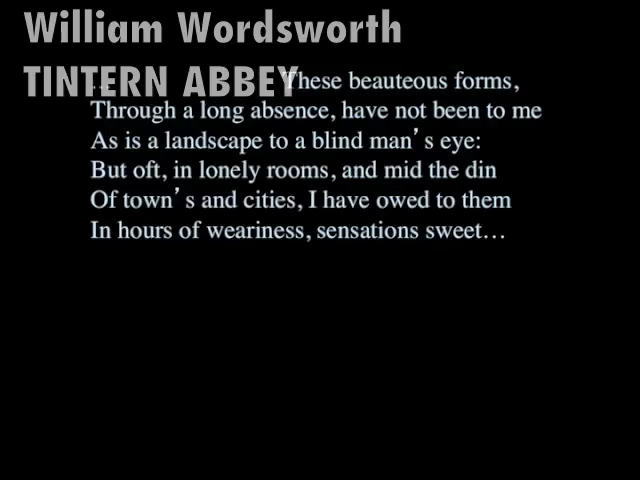 William Wordsworth
TINTERN ABBEY
... These beauteous forms,
Through a long absence, have not been to me
As is a landscape to a blind man's eye:
But oft, in lonely rooms, and mid the din
Of town's and cities, I have owed to them
In hours of weariness, sensations sweet…